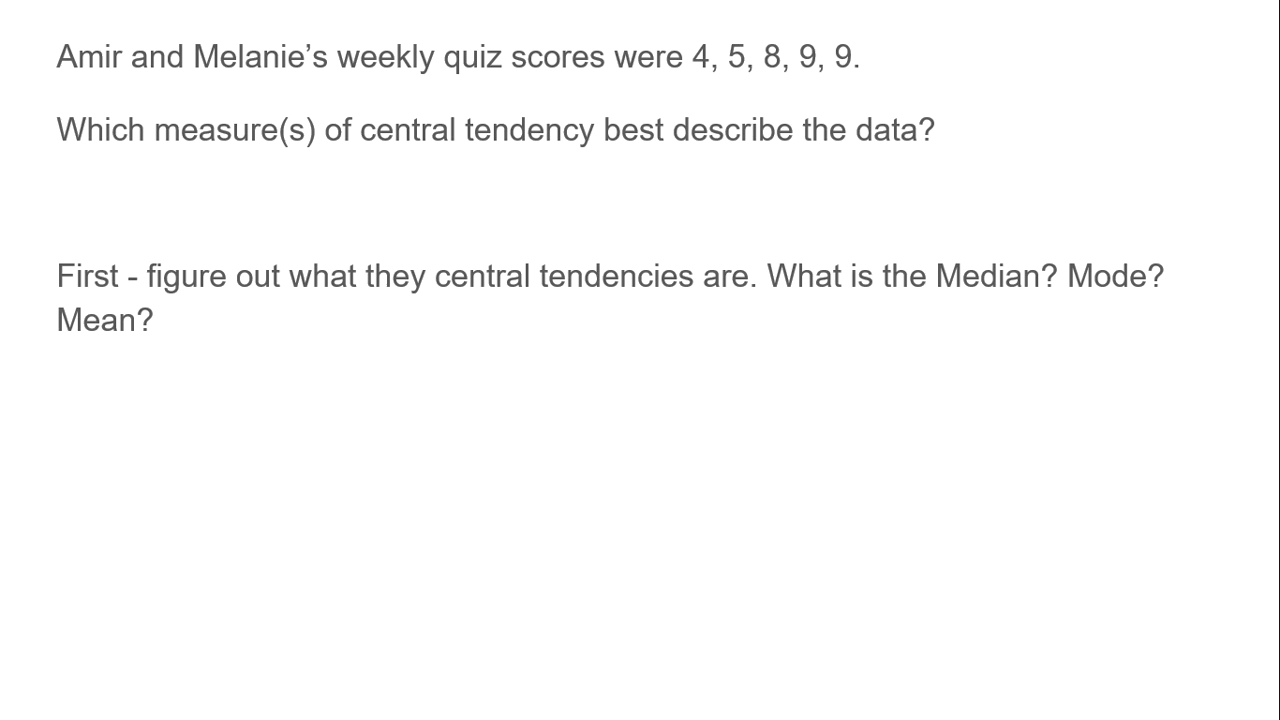 Amir and Melanie’s weekly quiz scores were 4, 5, 8, 9, 9.
Which measure(s) of central tendency best describe the data?
First - figure out what they central tendencies are. What is the Median? Mode?
Mean?